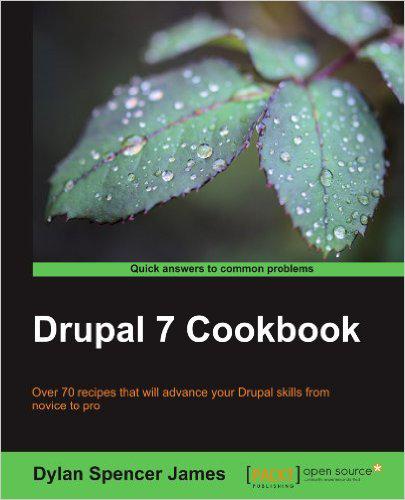 Quick answers to common problems
Drupal 7 Cookbook
Over 70 recipes that will advance your Drupal skills from
novice to pro
Dylan Spencer James
[PACKT] open source*
PUBLISHING